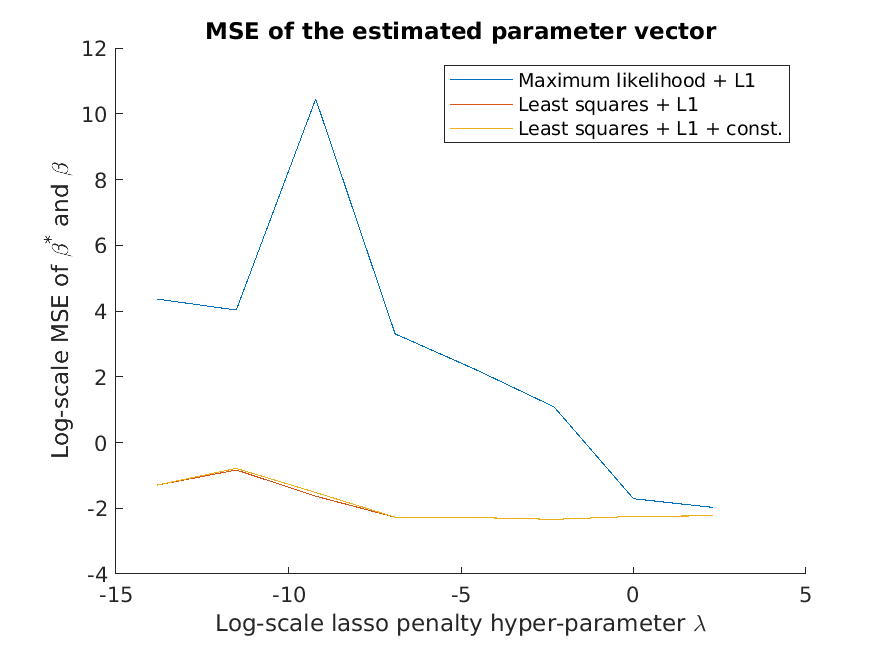 MSE of the estimated parameter vector
Maximum likelihood + L1
Least squares + L1
Least squares + L1 + const.
12
10
8
6
4
2
0
-2
-4
Log-scale MSE of β* and β
-15
-10
-5
0
5
Log-scale lasso penalty hyper-parameter λ